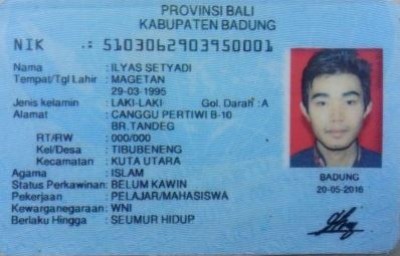 PROVINSI BALI
KABUPATEN BADUNG
NIK : 5103062903950001
Nama : ILYAS SETYADI
Tempat/Tgl Lahir : MAGETAN
29-03-1995
Jenis kelamin : LAKI-LAKI Gol. Darah : A
Alamat : CANGGU PERTIWI B-10
BR.TANDEG
RT/RW : 000/000
Kel/Desa : TIBUBENENG
Kecamatan : KUTA UTARA
Agama : ISLAM
Status Perkawinan: BELUM KAWIN
Pekerjaan : PELAJAR/MAHASISWA
Kewarganegaraan: WNI
Berlaku Hingga : SEUMUR HIDUP
BADUNG
20-05-2016